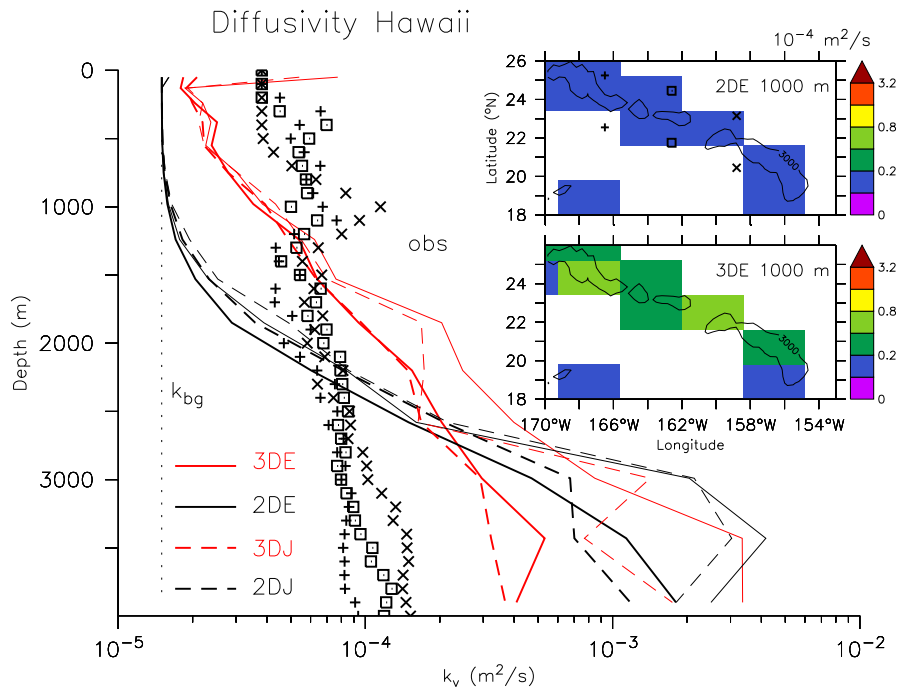 Diffusivity Hawaii
10⁻⁴ m²/s
0
1000
2000
3000
Depth (m)
10⁻⁵
10⁻⁴
10⁻³
10⁻²
k_v (m²/s)
obs
k_bg
3DE
2DE
3DJ
2DJ
26
24
22
20
18
Latitude (°N)
2DE 1000 m
3000
3.2
0.8
0.2
0
24
22
20
18
3DE 1000 m
3000
3.2
0.8
0.2
0
170°W
166°W
162°W
158°W
154°W
Longitude